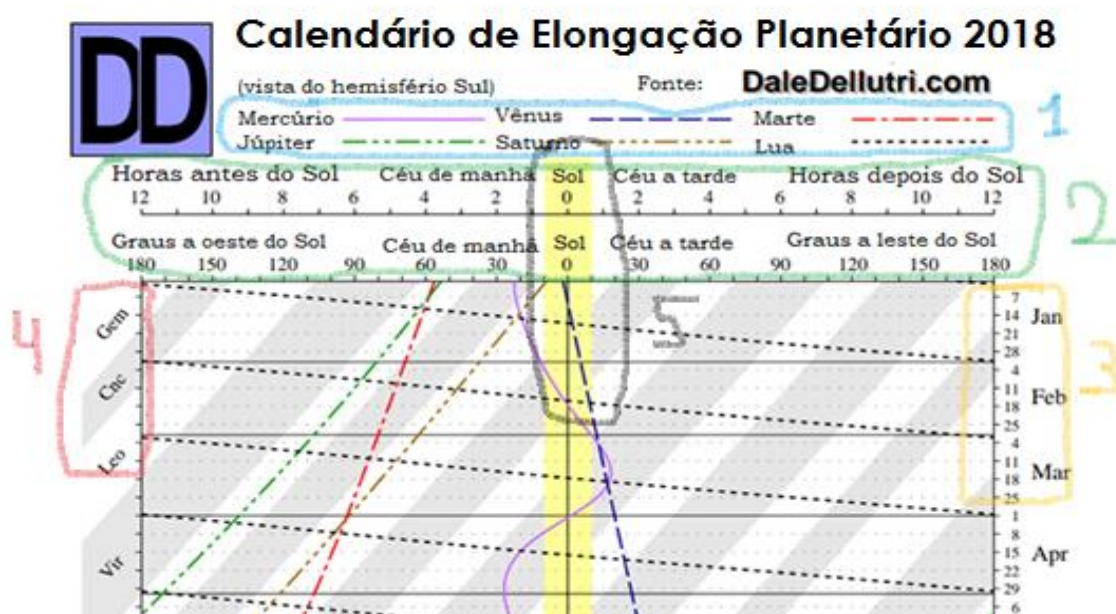 DD
Calendário de Elongação Planetário 2018
(vista do hemisfério Sul) Fonte: DaleDellutri.com
Mercúrio Vênus Marte 1
Júpiter Saturno Lua
Horas antes do Sol Céu de manhã Sol Céu a tarde Horas depois do Sol
12 10 8 6 4 2 0 2 4 6 8 10 12
2
Graus a oeste do Sol Céu de manhã Sol Céu a tarde Graus a leste do Sol
180 150 120 90 60 30 0 30 60 90 120 150 180
4
Gem 5 7 Jan
14
21
28
3
Cnc 4 Feb
11
18
25
Leo 4 Mar
11
18
25
Vir 1 Apr
8
15
22
29
6